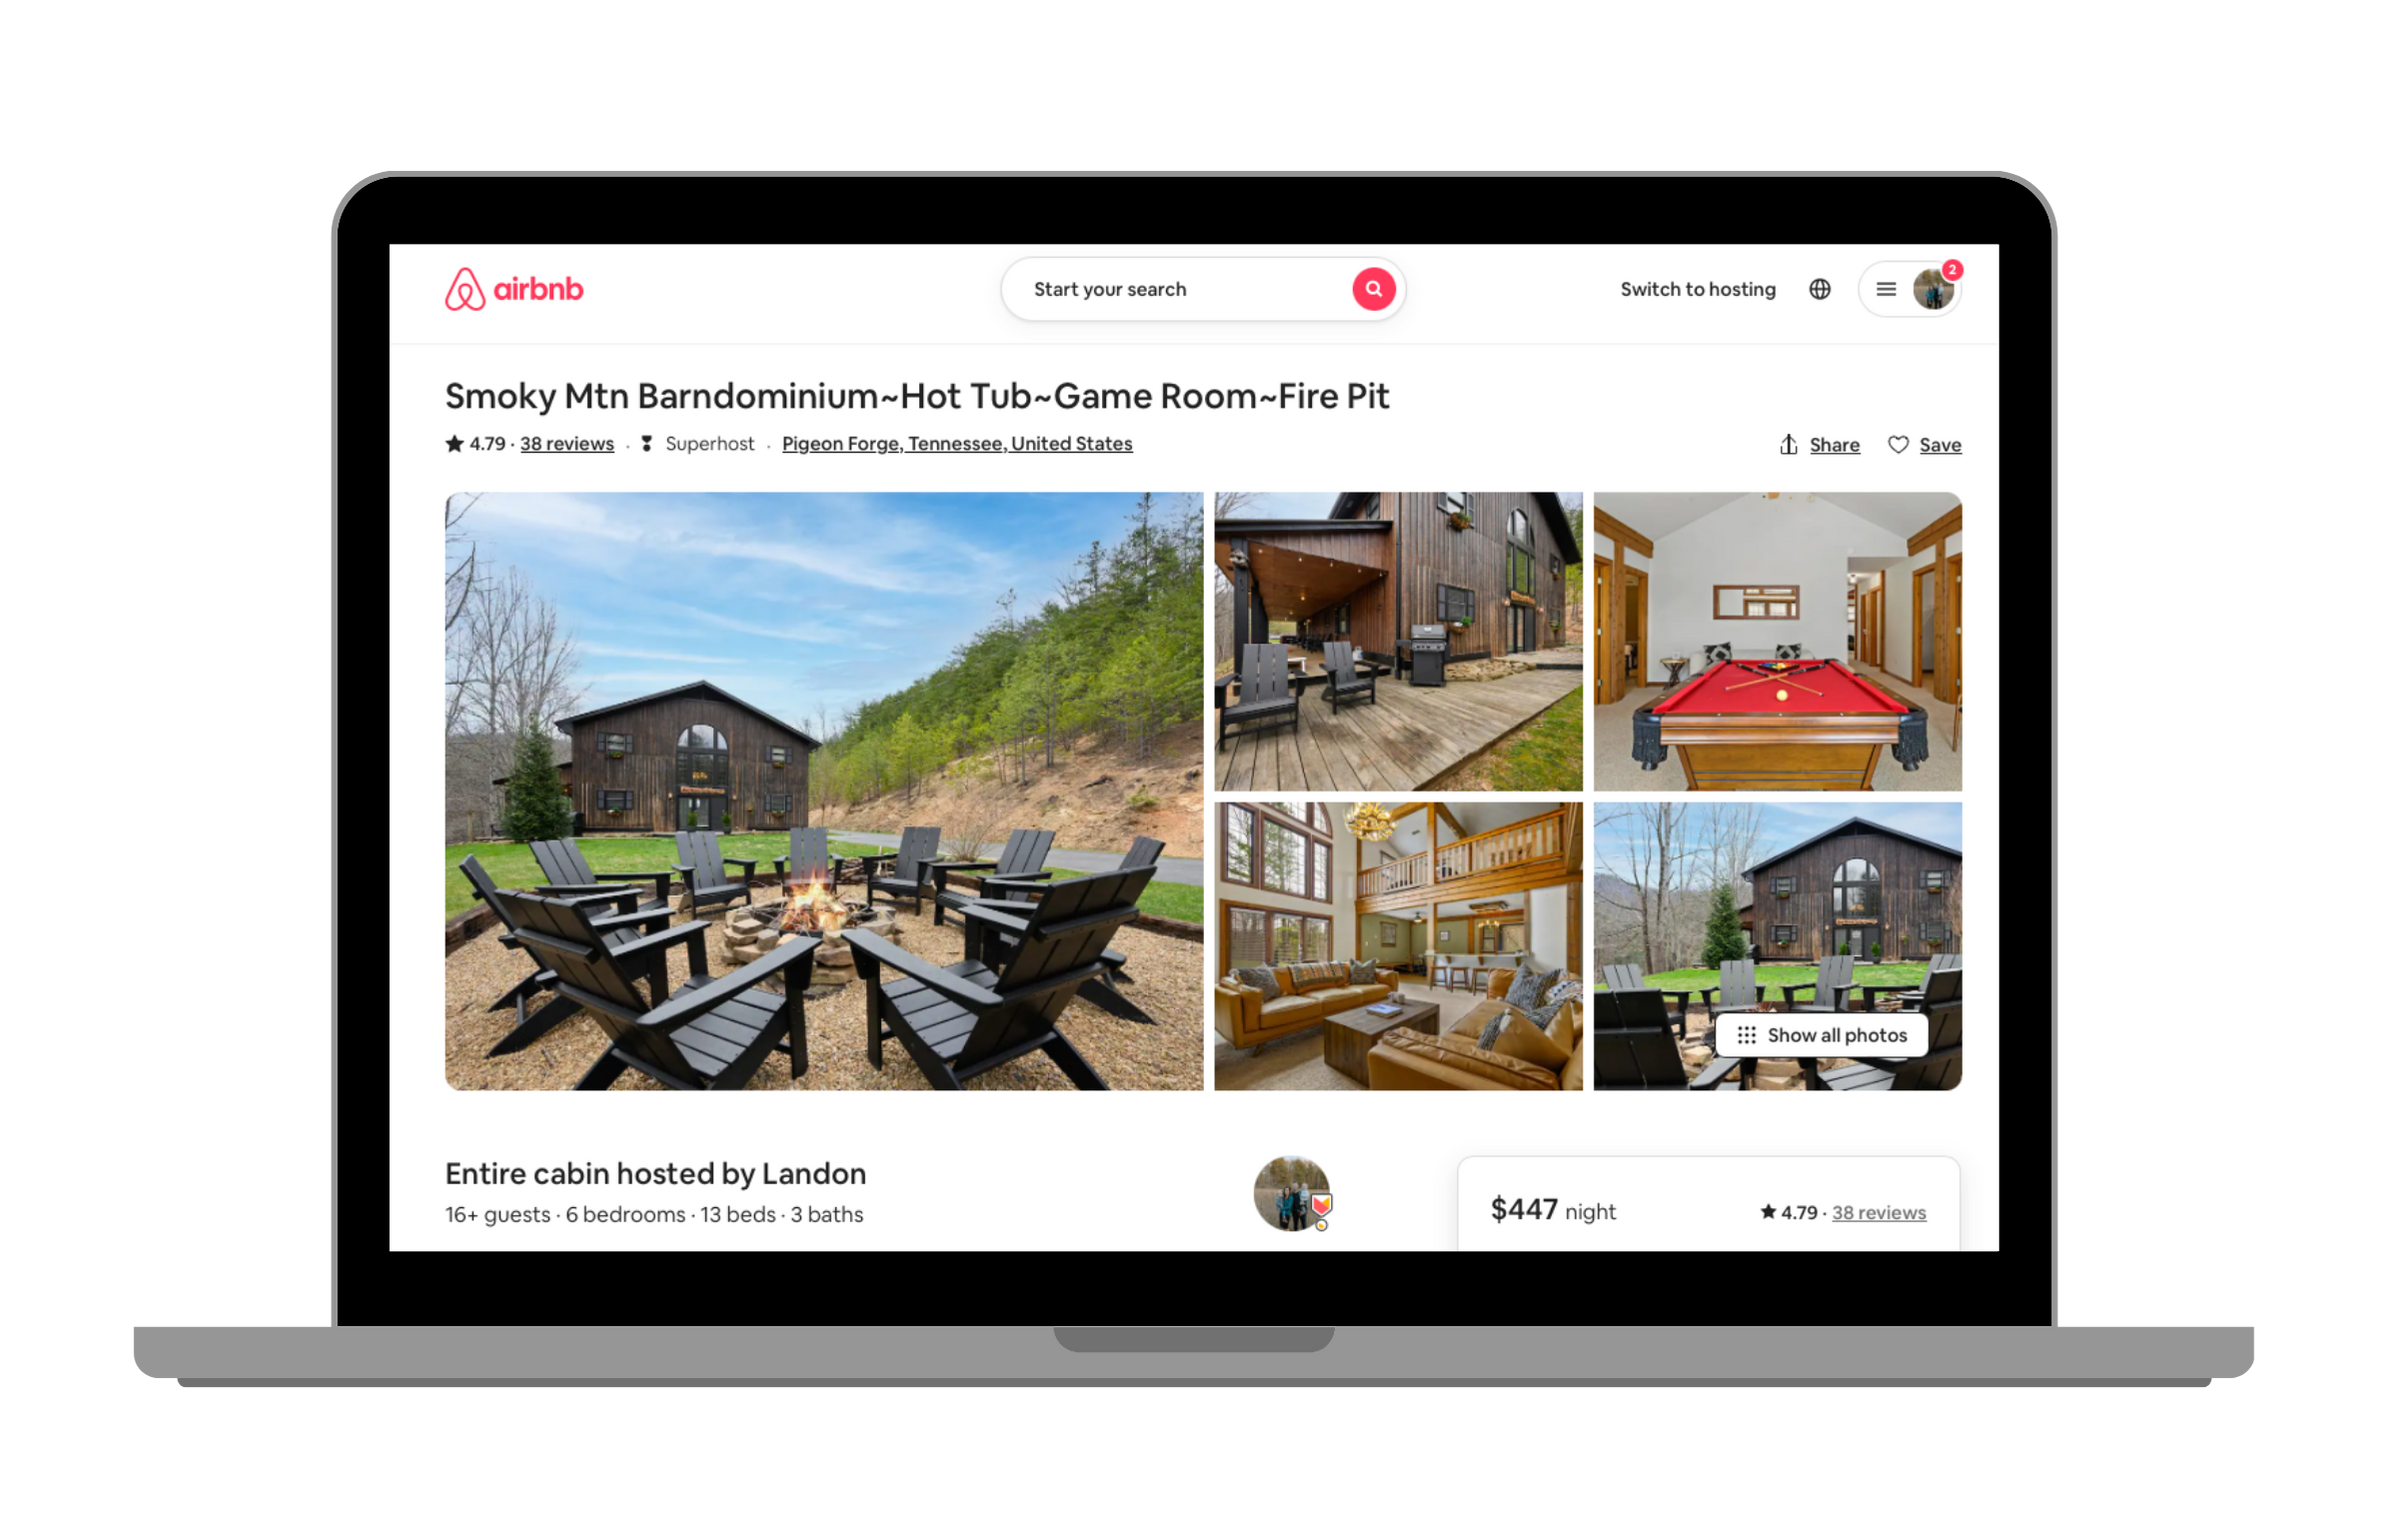 airbnb
Start your search
Switch to hosting
2
Smoky Mtn Barndominium~Hot Tub~Game Room~Fire Pit
4.79 · 38 reviews · Superhost · Pigeon Forge, Tennessee, United States
Share
Save
Show all photos
Entire cabin hosted by Landon
16+ guests · 6 bedrooms · 13 beds · 3 baths
$447 night
4.79 · 38 reviews